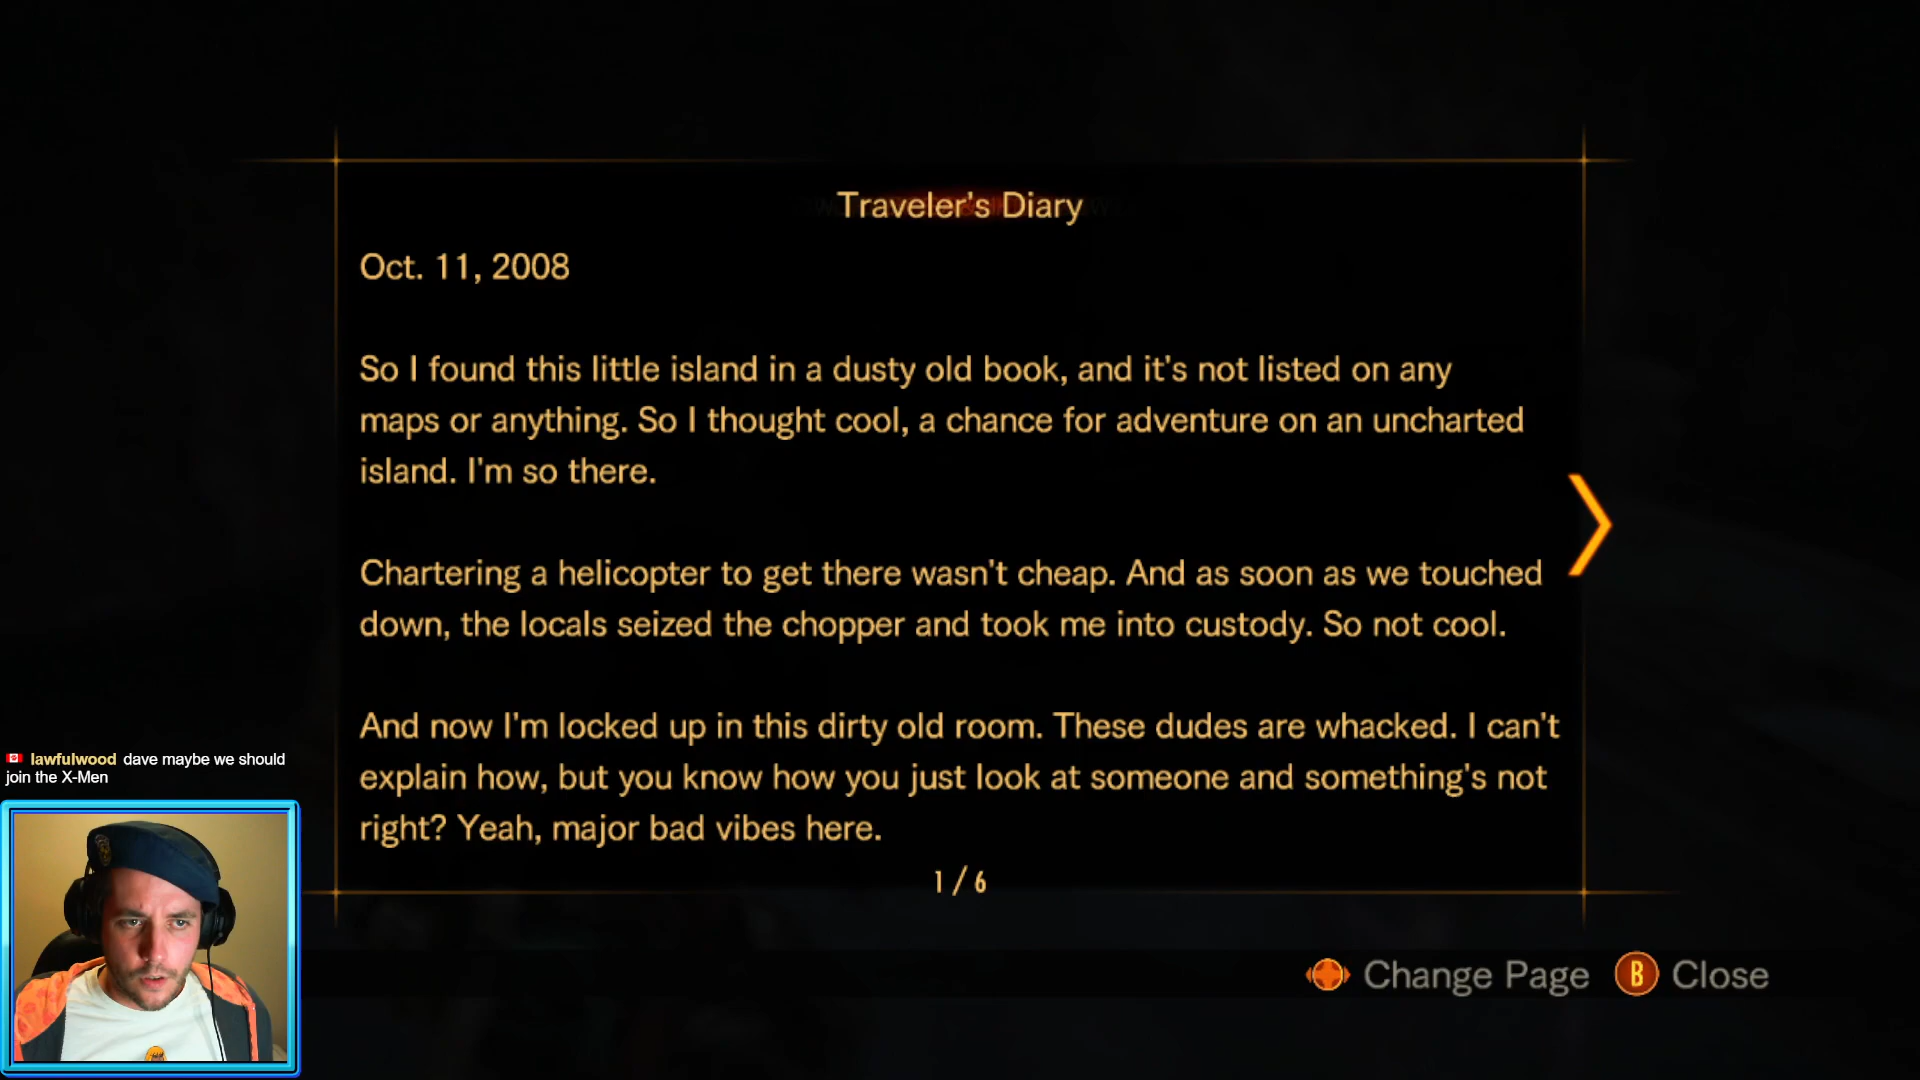 Traveler's Diary
Oct. 11, 2008
So I found this little island in a dusty old book, and it's not listed on any
maps or anything. So I thought cool, a chance for adventure on an uncharted
island. I'm so there.
Chartering a helicopter to get there wasn't cheap. And as soon as we touched
down, the locals seized the chopper and took me into custody. So not cool.
And now I'm locked up in this dirty old room. These dudes are whacked. I can't
explain how, but you know how you just look at someone and something's not
right? Yeah, major bad vibes here.
1 / 6
lawfulwood dave maybe we should
join the X-Men
Change Page B Close